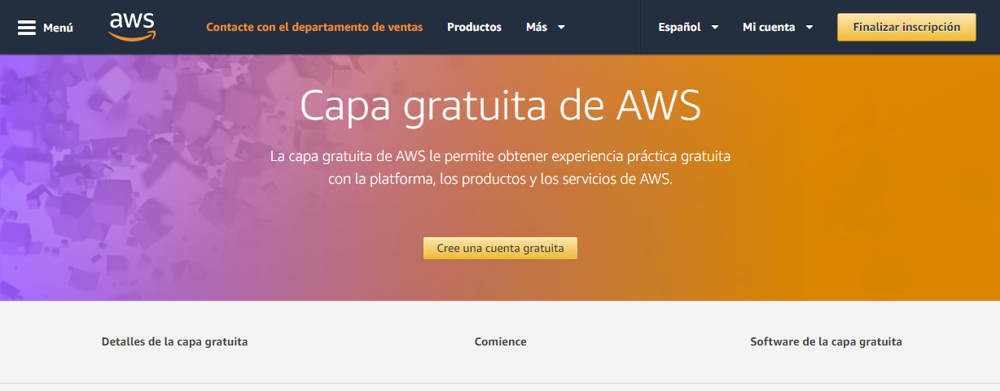 Menú
aws
Contacte con el departamento de ventas
Productos
Más
Español
Mi cuenta
Finalizar inscripción
Capa gratuita de AWS
La capa gratuita de AWS le permite obtener experiencia práctica gratuita
con la platforma, los productos y los servicios de AWS.
Cree una cuenta gratuita
Detalles de la capa gratuita
Comience
Software de la capa gratuita